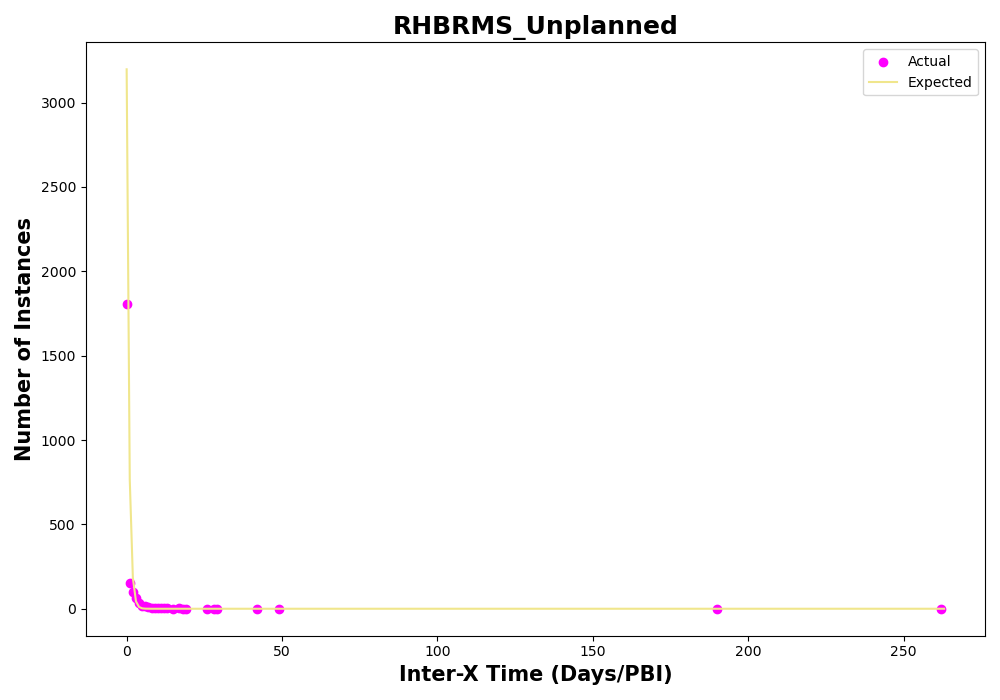 RHBRMS_Unplanned
Actual
Expected
Number of Instances
3000
2500
2000
1500
1000
500
0
0
50
100
150
200
250
Inter-X Time (Days/PBI)